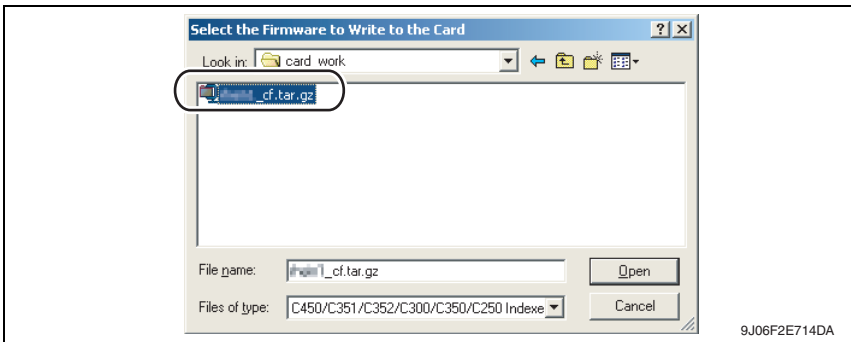 Select the Firmware to Write to the Card
Look in: card_work
_cf.tar.gz
File name: _cf.tar.gz
Open
Files of type: C450/C351/C352/C300/C350/C250 Indexe
Cancel
9J06F2E714DA